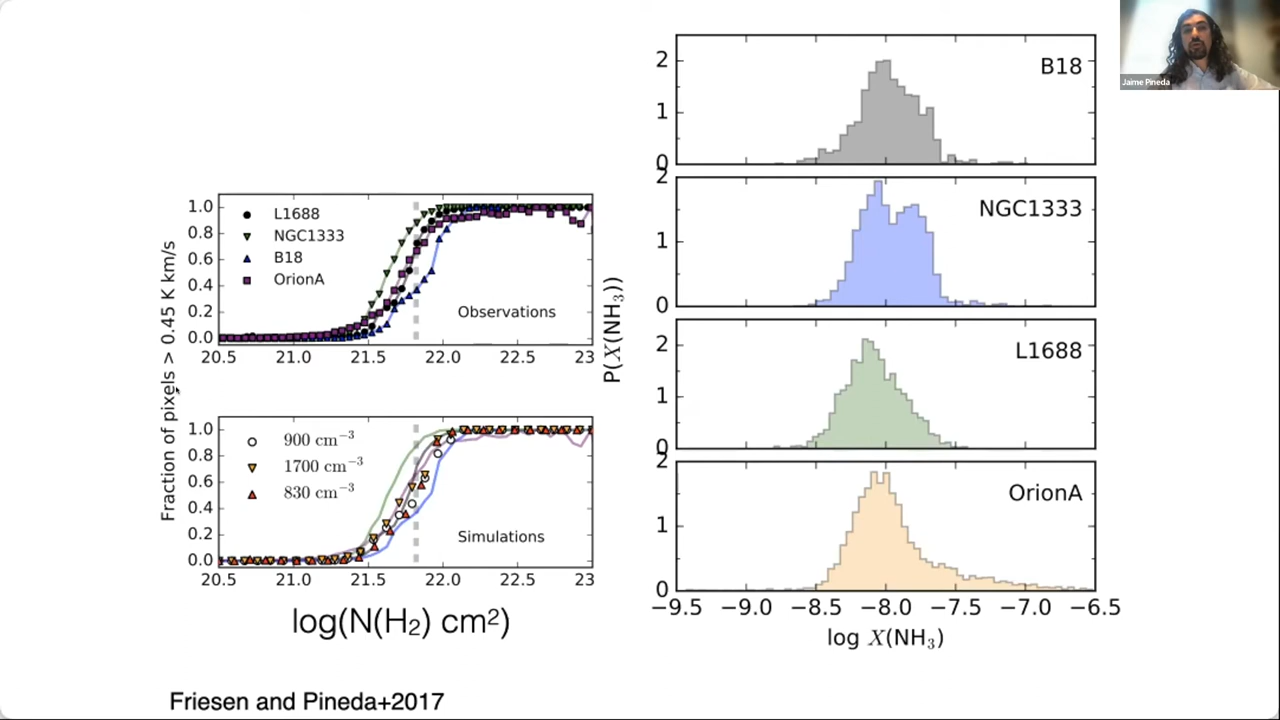 Jaime Pineda
Fraction of pixels > 0.45 K km/s
1.0
0.8
0.6
0.4
0.2
0.0
L1688
NGC1333
B18
OrionA
Observations
20.5 21.0 21.5 22.0 22.5 23
1.0
0.8
0.6
0.4
0.2
0.0
900 cm⁻³
1700 cm⁻³
830 cm⁻³
Simulations
20.5 21.0 21.5 22.0 22.5 23
log(N(H₂) cm²)
Friesen and Pineda+2017
P(X(NH₃))
2
1
0
B18
2
1
0
NGC1333
2
1
0
L1688
2
1
0
OrionA
−9.5 −9.0 −8.5 −8.0 −7.5 −7.0 −6.5
log X(NH₃)